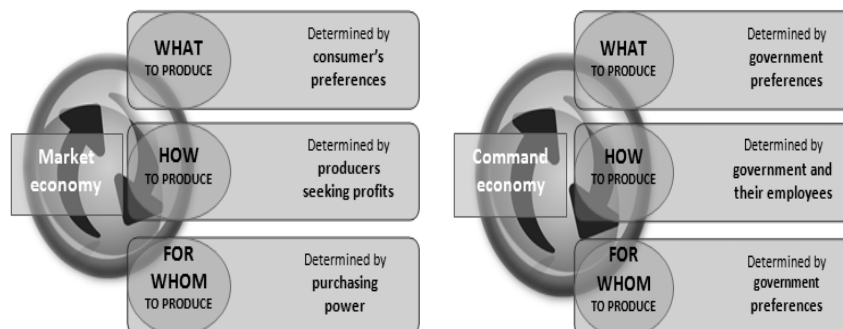 Market
economy
WHAT
TO PRODUCE
Determined by
consumer's
preferences
HOW
TO PRODUCE
Determined by
producers
seeking profits
FOR
WHOM
TO PRODUCE
Determined by
purchasing
power
Command
economy
WHAT
TO PRODUCE
Determined by
government
preferences
HOW
TO PRODUCE
Determined by
government and
their employees
FOR
WHOM
TO PRODUCE
Determined by
government
preferences